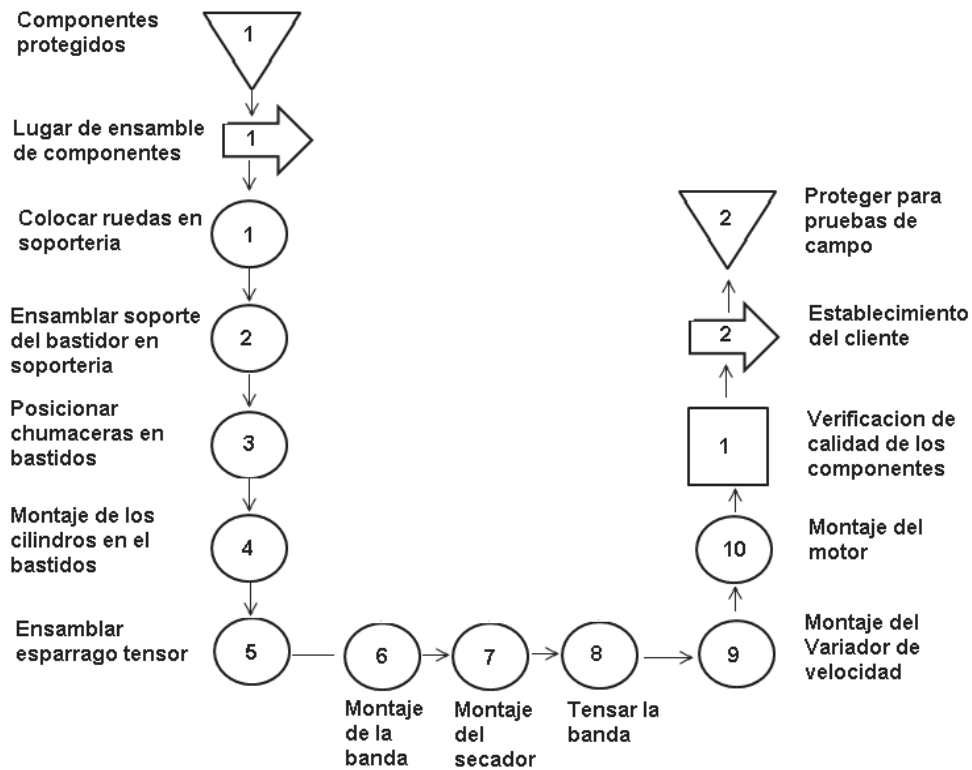 Componentes
protegidos
1
Lugar de ensamble
de componentes
1
Colocar ruedas en
soporteria
1
Ensamblar soporte
del bastidor en
soporteria
2
Posicionar
chumaceras en
bastidos
3
Montaje de los
cilindros en el
bastidos
4
Ensamblar
esparrago tensor
5
6
Montaje
de la
banda
7
Montaje
del
secador
8
Tensar la
banda
9
Montaje del
Variador de
velocidad
10
Montaje del
motor
1
Verificacion de
calidad de los
componentes
2
Establecimiento
del cliente
2
Proteger para
pruebas de
campo